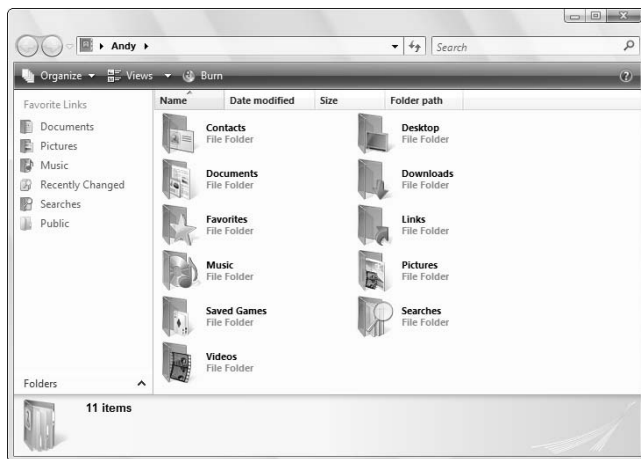 Andy
Search
Organize Views Burn
Favorite Links
Documents
Pictures
Music
Recently Changed
Searches
Public
Folders
Name Date modified Size Folder path
Contacts
File Folder
Desktop
File Folder
Documents
File Folder
Downloads
File Folder
Favorites
File Folder
Links
File Folder
Music
File Folder
Pictures
File Folder
Saved Games
File Folder
Searches
File Folder
Videos
File Folder
11 items